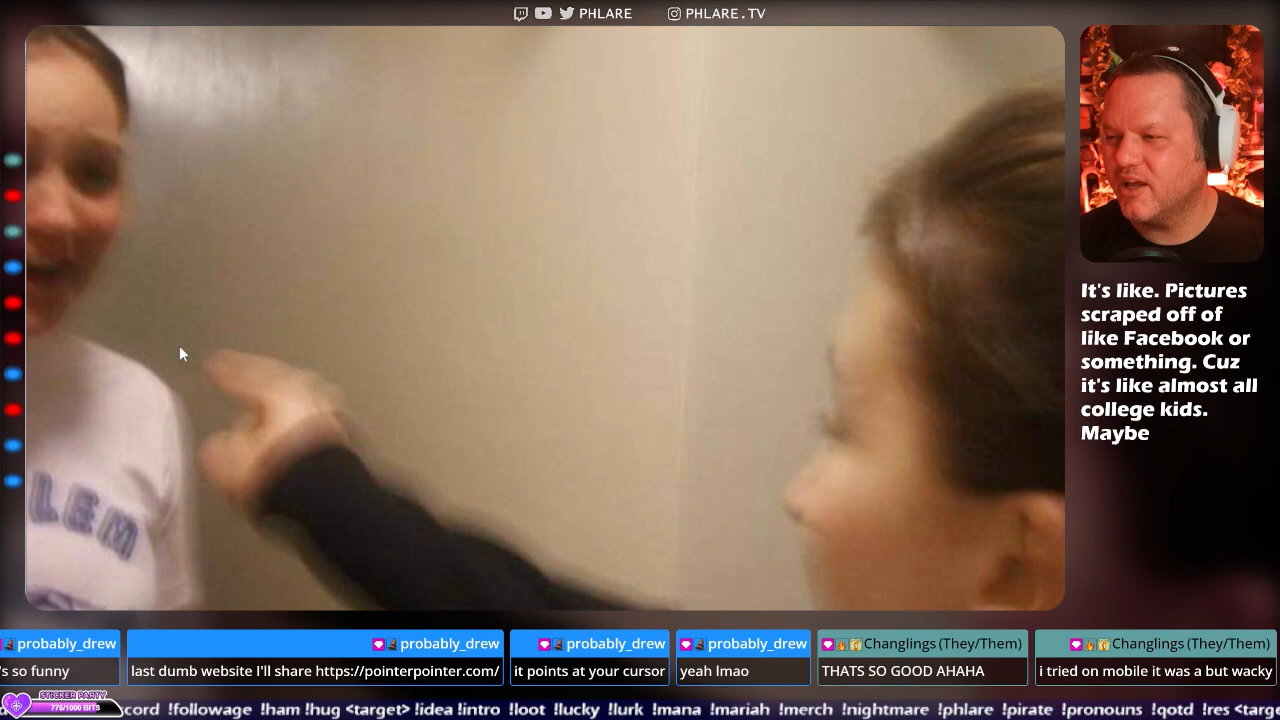 PHLARE
PHLARE.TV
It's like. Pictures
scraped off of
like Facebook or
something. Cuz
it's like almost all
college kids.
Maybe
LEM
probably_drew
's so funny
probably_drew
last dumb website I'll share https://pointerpointer.com/
probably_drew
it points at your cursor
probably_drew
yeah lmao
Changlings (They/Them)
THATS SO GOOD AHAHA
Changlings (They/Them)
i tried on mobile it was a but wacky
STICKER PARTY
775/1000 BITS
cord !followage !ham !hug <target> !idea !intro !loot !lucky !lurk !mana !mariah !merch !nightmare !phlare !pirate !pronouns !qotd !res <targe